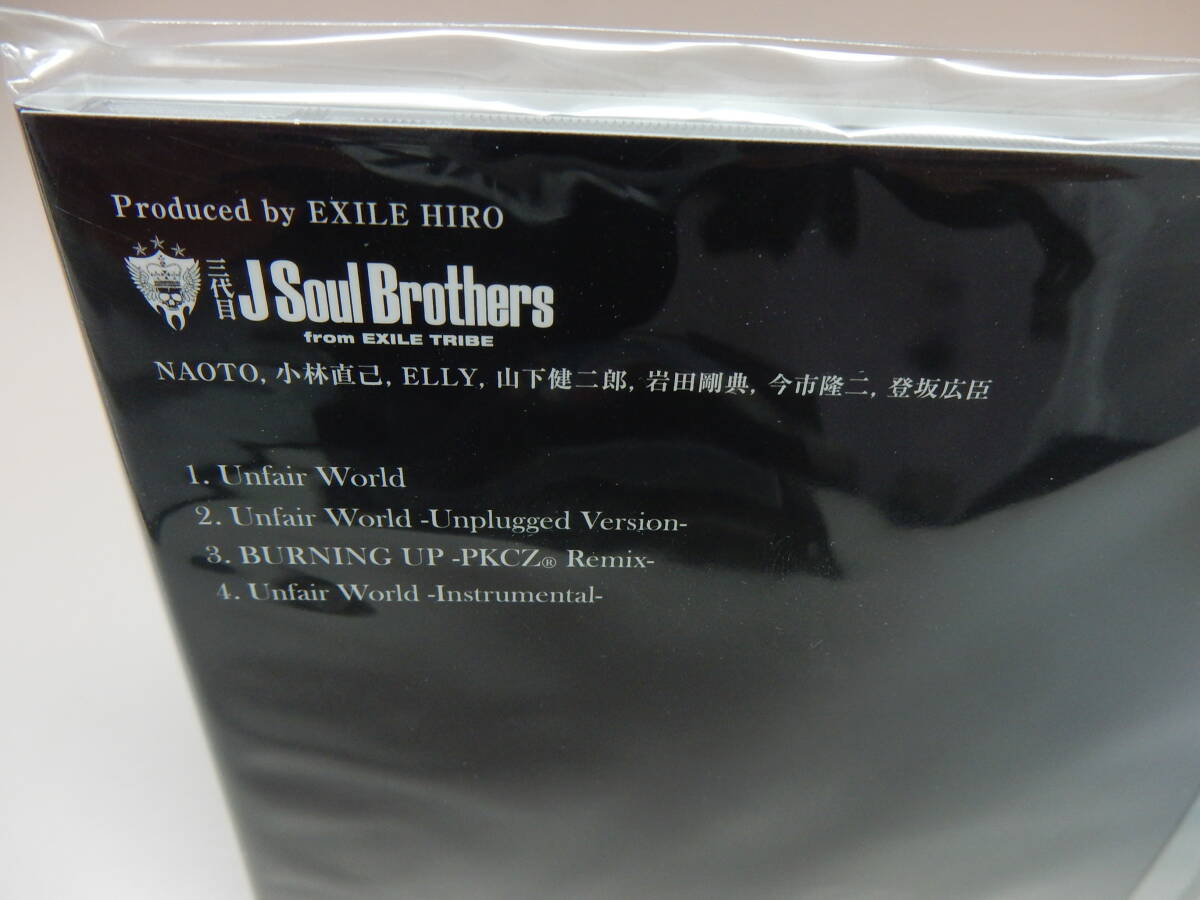 Produced by EXILE HIRO
三代目 J Soul Brothers
from EXILE TRIBE
NAOTO, 小林直己, ELLY, 山下健二郎, 岩田剛典, 今市隆二, 登坂広臣
1. Unfair World
2. Unfair World -Unplugged Version-
3. BURNING UP -PKCZ® Remix-
4. Unfair World -Instrumental-